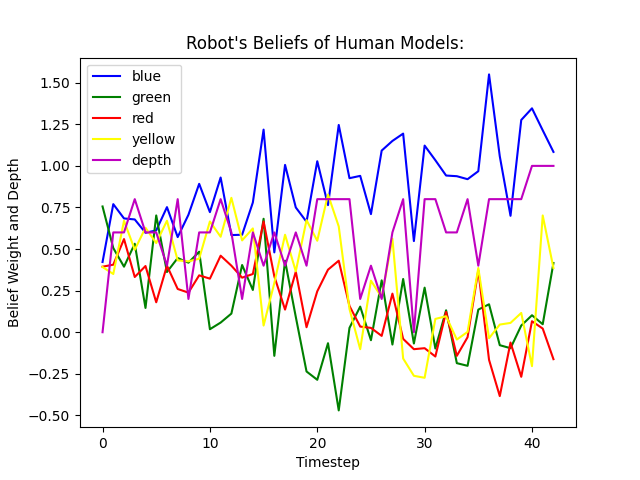 Robot's Beliefs of Human Models:
blue
green
red
yellow
depth
Belief Weight and Depth
1.50
1.25
1.00
0.75
0.50
0.25
0.00
−0.25
−0.50
0 10 20 30 40
Timestep